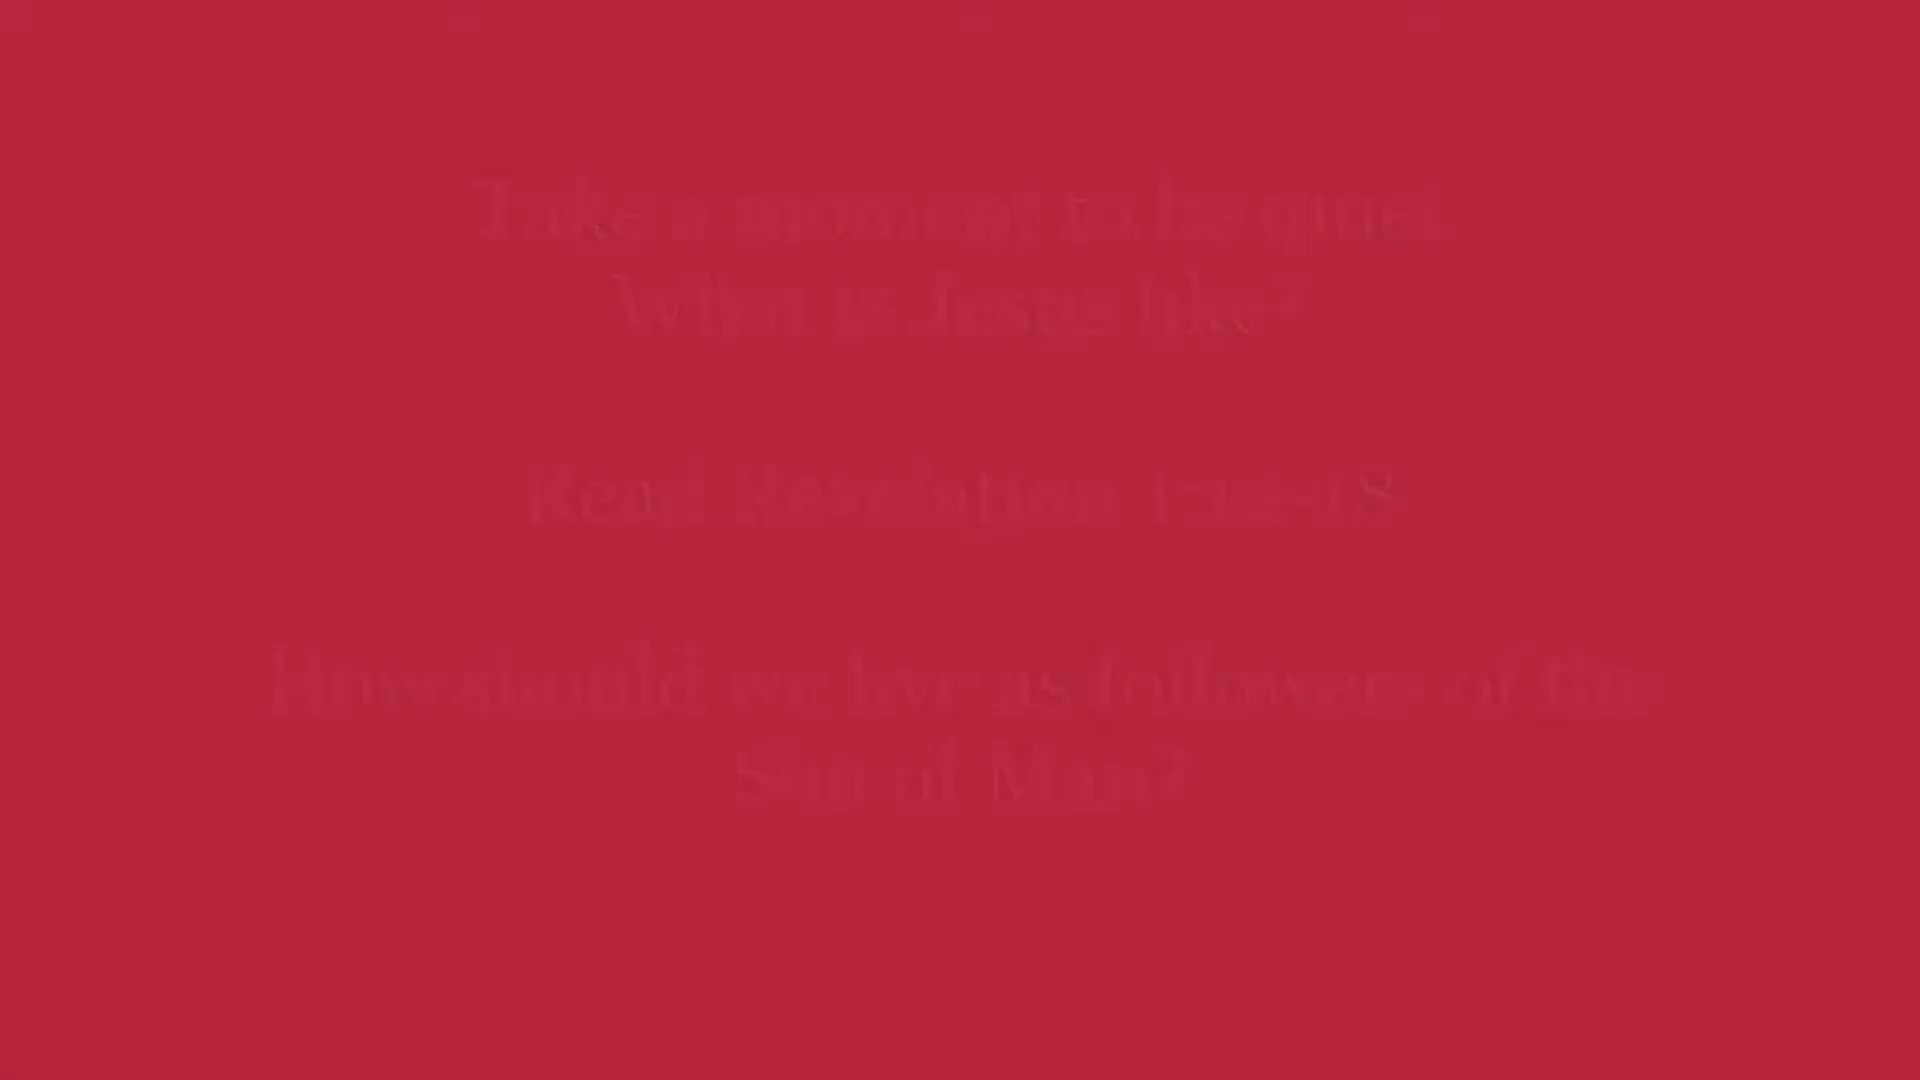 Take a moment to be quiet
What is Jesus like?
Read Revelation 1:12-18
How should we live as followers of the
Son of Man?